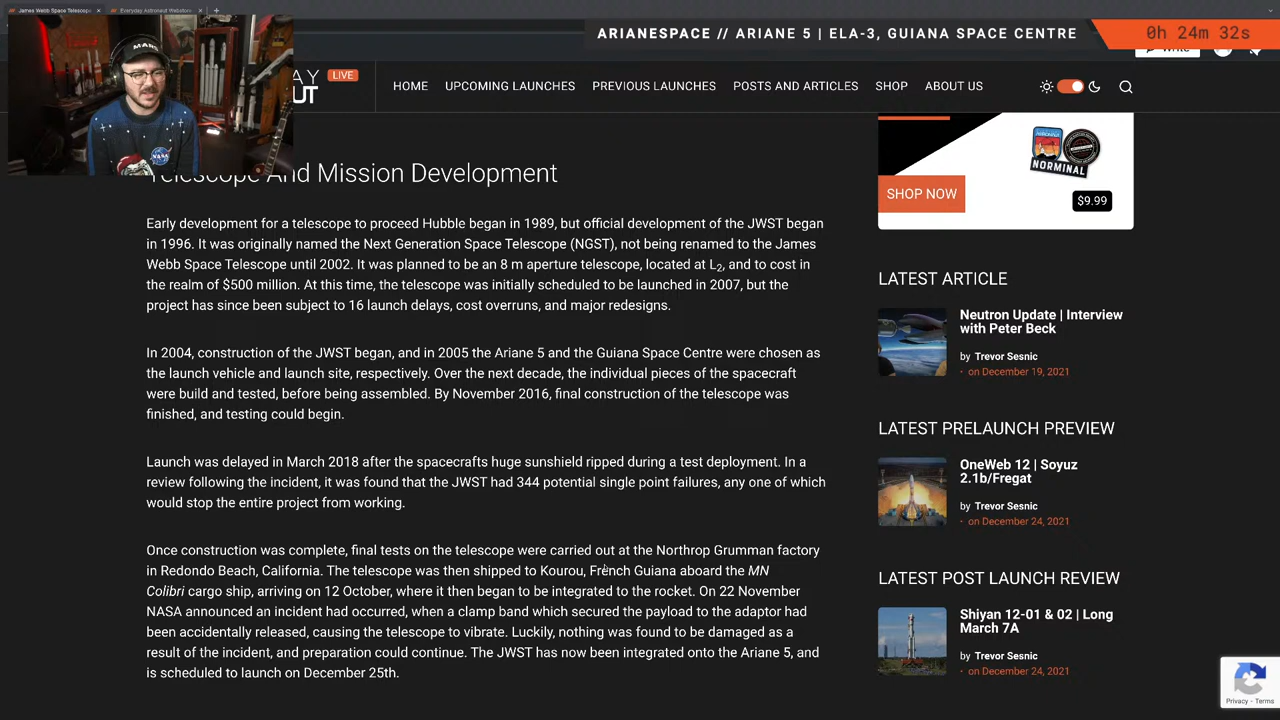 James Webb Space Telescope
Everyday Astronaut Webstore
ARIANESPACE // ARIANE 5 | ELA-3, GUIANA SPACE CENTRE
0h 24m 32s
MARS
NASA
LIVE
HOME
UPCOMING LAUNCHES
PREVIOUS LAUNCHES
POSTS AND ARTICLES
SHOP
ABOUT US
Telescope And Mission Development
Early development for a telescope to proceed Hubble began in 1989, but official development of the JWST began
in 1996. It was originally named the Next Generation Space Telescope (NGST), not being renamed to the James
Webb Space Telescope until 2002. It was planned to be an 8 m aperture telescope, located at L2, and to cost in
the realm of $500 million. At this time, the telescope was initially scheduled to be launched in 2007, but the
project has since been subject to 16 launch delays, cost overruns, and major redesigns.
In 2004, construction of the JWST began, and in 2005 the Ariane 5 and the Guiana Space Centre were chosen as
the launch vehicle and launch site, respectively. Over the next decade, the individual pieces of the spacecraft
were build and tested, before being assembled. By November 2016, final construction of the telescope was
finished, and testing could begin.
Launch was delayed in March 2018 after the spacecrafts huge sunshield ripped during a test deployment. In a
review following the incident, it was found that the JWST had 344 potential single point failures, any one of which
would stop the entire project from working.
Once construction was complete, final tests on the telescope were carried out at the Northrop Grumman factory
in Redondo Beach, California. The telescope was then shipped to Kourou, French Guiana aboard the MN
Colibri cargo ship, arriving on 12 October, where it then began to be integrated to the rocket. On 22 November
NASA announced an incident had occurred, when a clamp band which secured the payload to the adaptor had
been accidentally released, causing the telescope to vibrate. Luckily, nothing was found to be damaged as a
result of the incident, and preparation could continue. The JWST has now been integrated onto the Ariane 5, and
is scheduled to launch on December 25th.
NORMINAL
SHOP NOW
$9.99
LATEST ARTICLE
Neutron Update | Interview
with Peter Beck
by Trevor Sesnic
- on December 19, 2021
LATEST PRELAUNCH PREVIEW
OneWeb 12 | Soyuz
2.1b/Fregat
by Trevor Sesnic
- on December 24, 2021
LATEST POST LAUNCH REVIEW
Shiyan 12-01 & 02 | Long
March 7A
by Trevor Sesnic
- on December 24, 2021
Privacy - Terms